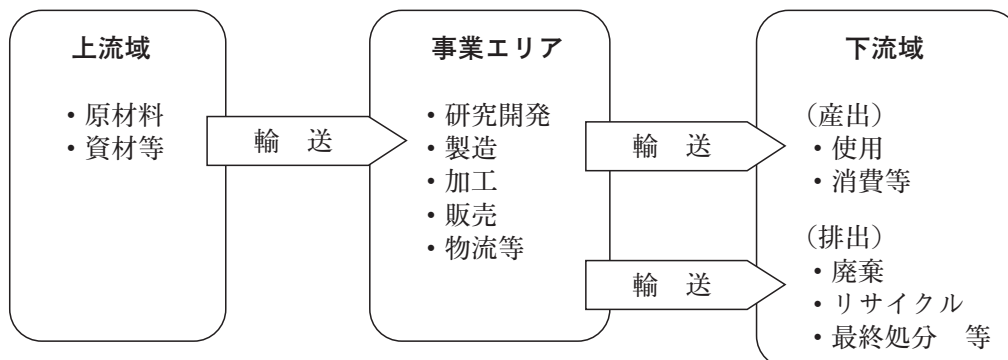 上流域
・原材料
・資材等
輸　送
事業エリア
・研究開発
・製造
・加工
・販売
・物流等
輸　送
輸　送
下流域
（産出）
・使用
・消費等
（排出）
・廃棄
・リサイクル
・最終処分　等